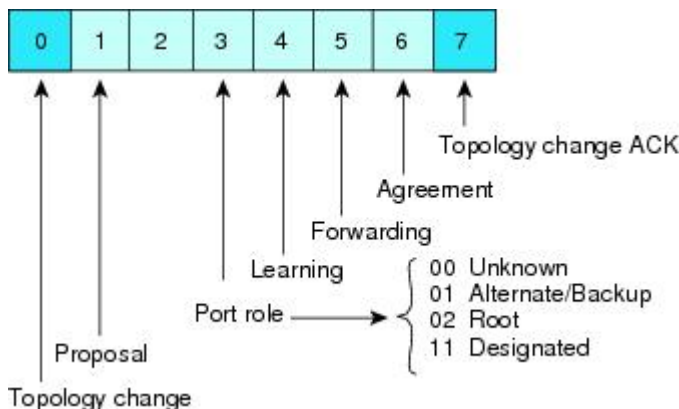 0 1 2 3 4 5 6 7
Topology change ACK
Agreement
Forwarding
Learning
00 Unknown
01 Alternate/Backup
Port role
02 Root
11 Designated
Proposal
Topology change